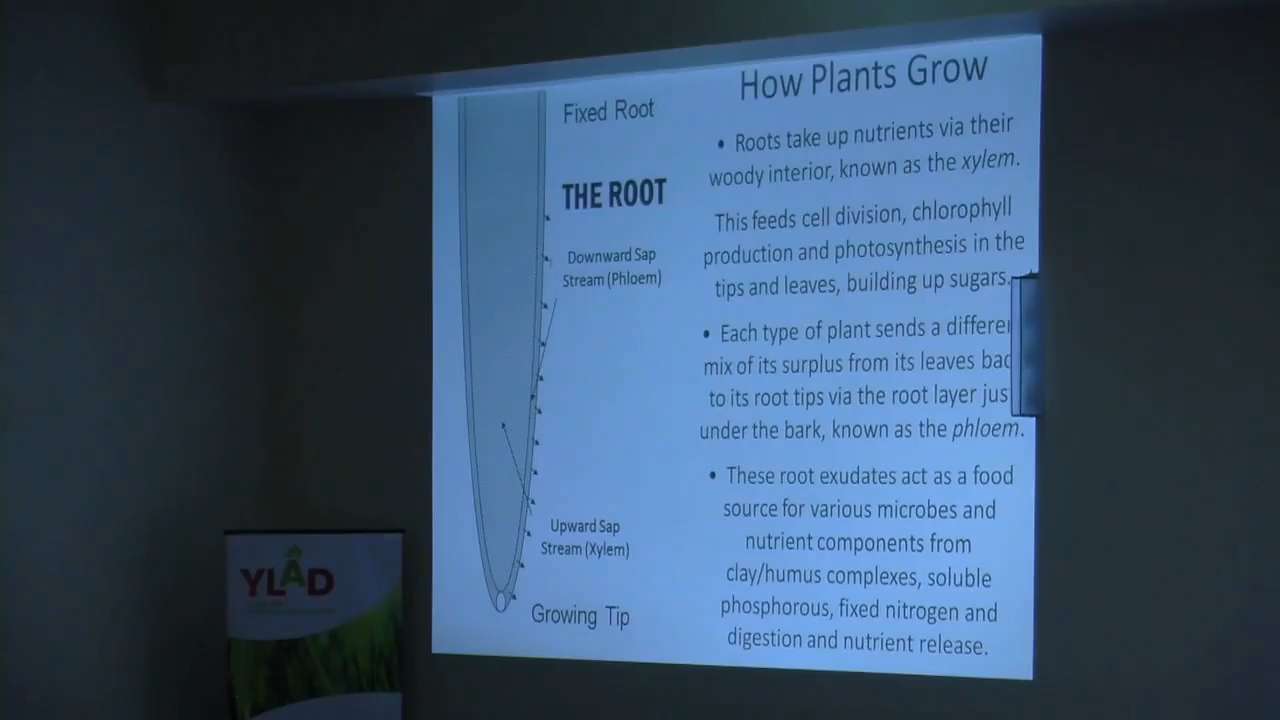 How Plants Grow
Fixed Root
THE ROOT
Downward Sap
Stream (Phloem)
Upward Sap
Stream (Xylem)
Growing Tip
• Roots take up nutrients via their
woody interior, known as the xylem.
This feeds cell division, chlorophyll
production and photosynthesis in the
tips and leaves, building up sugars.
• Each type of plant sends a differe
mix of its surplus from its leaves bac
to its root tips via the root layer jus
under the bark, known as the phloem.
• These root exudates act as a food
source for various microbes and
nutrient components from
clay/humus complexes, soluble
phosphorous, fixed nitrogen and
digestion and nutrient release.
YLAD